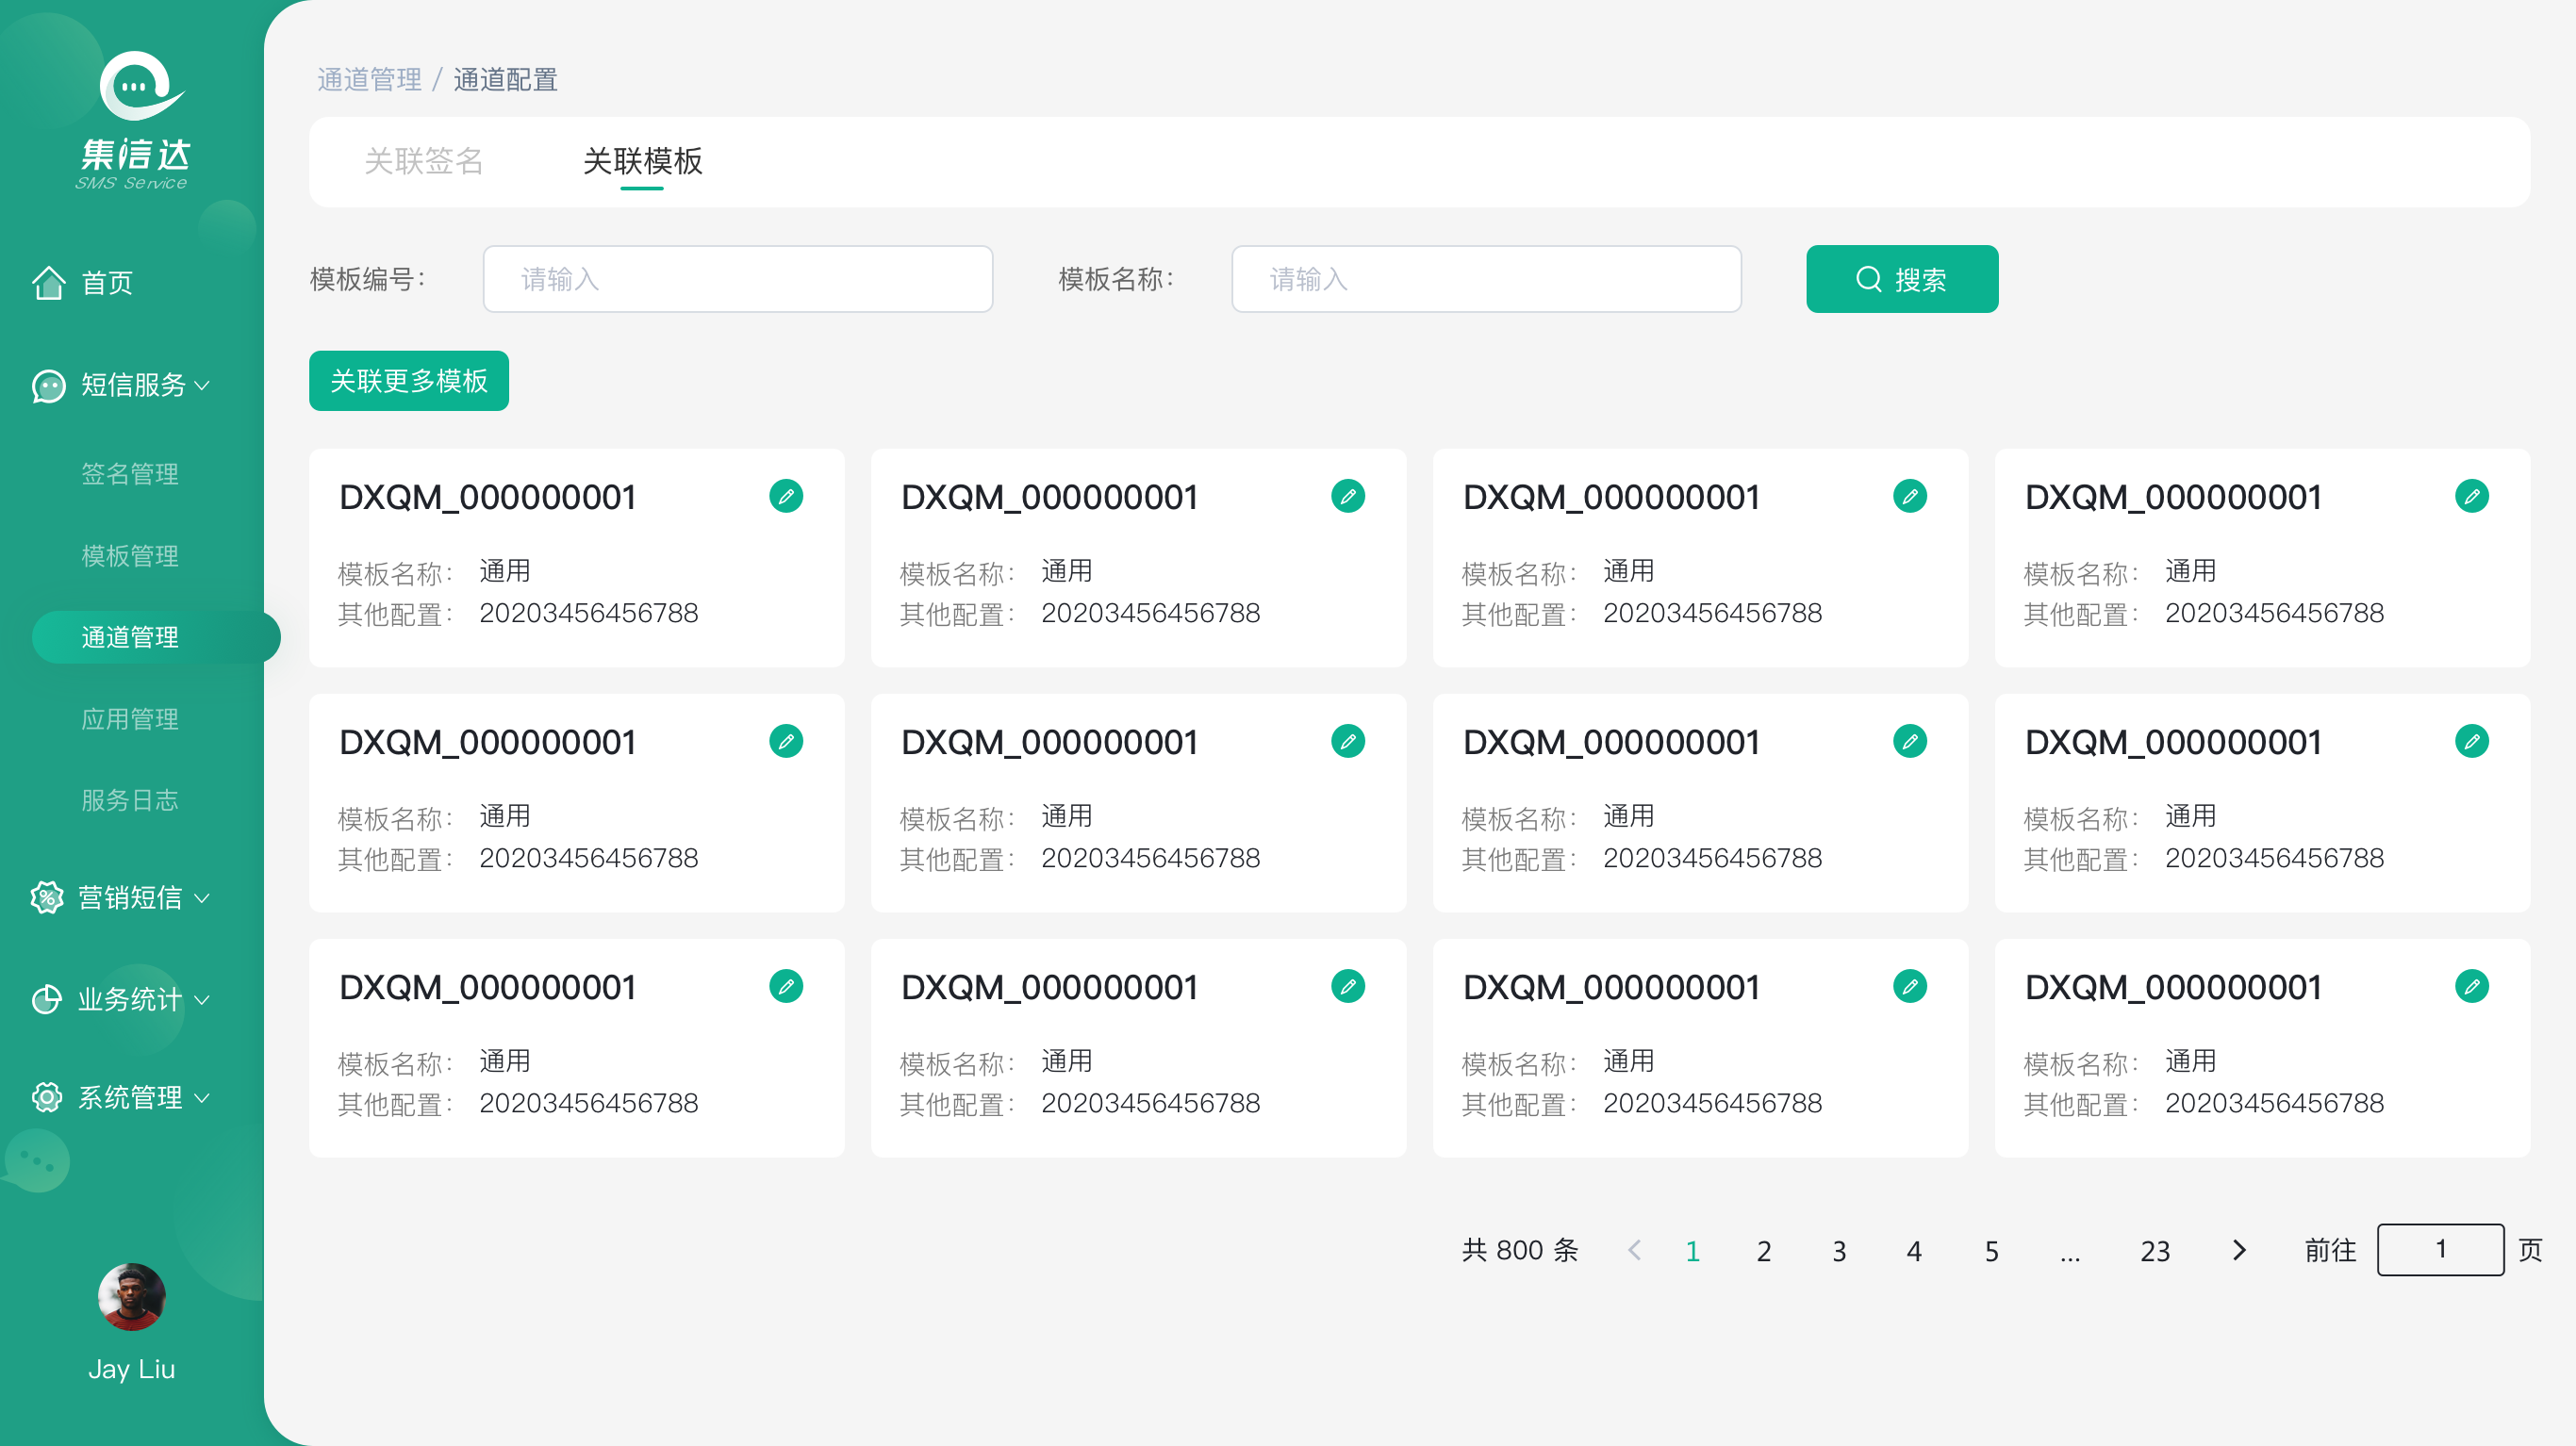 集信达
SMS Service
首页
短信服务
签名管理
模板管理
通道管理
应用管理
服务日志
营销短信
业务统计
系统管理
Jay Liu
通道管理 / 通道配置
关联签名 关联模板
模板编号： 请输入 模板名称： 请输入 搜索
关联更多模板
DXQM_000000001 DXQM_000000001 DXQM_000000001 DXQM_000000001
模板名称： 通用 模板名称： 通用 模板名称： 通用 模板名称： 通用
其他配置： 20203456456788 其他配置： 20203456456788 其他配置： 20203456456788 其他配置： 20203456456788
DXQM_000000001 DXQM_000000001 DXQM_000000001 DXQM_000000001
模板名称： 通用 模板名称： 通用 模板名称： 通用 模板名称： 通用
其他配置： 20203456456788 其他配置： 20203456456788 其他配置： 20203456456788 其他配置： 20203456456788
DXQM_000000001 DXQM_000000001 DXQM_000000001 DXQM_000000001
模板名称： 通用 模板名称： 通用 模板名称： 通用 模板名称： 通用
其他配置： 20203456456788 其他配置： 20203456456788 其他配置： 20203456456788 其他配置： 20203456456788
共 800 条 1 2 3 4 5 ... 23 前往 1 页